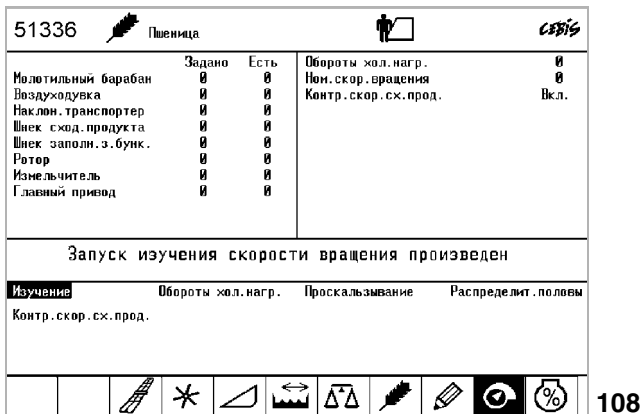 51336 Пшеница CEBIS
Задано Есть
Молотильный барабан 0 0
Воздуходувка 0 0
Наклон.транспортер 0 0
Шнек сход.продукта 0 0
Шнек заполн.з.бунк. 0 0
Ротор 0 0
Измельчитель 0 0
Главный привод 0 0
Обороты хол.нагр. 0
Ном.скор.вращения 0
Контр.скор.сх.прод. Вкл.
Запуск изучения скорости вращения произведен
Изучение Обороты хол.нагр. Проскальзывание Распределит.половы
Контр.скор.сх.прод.
%
108